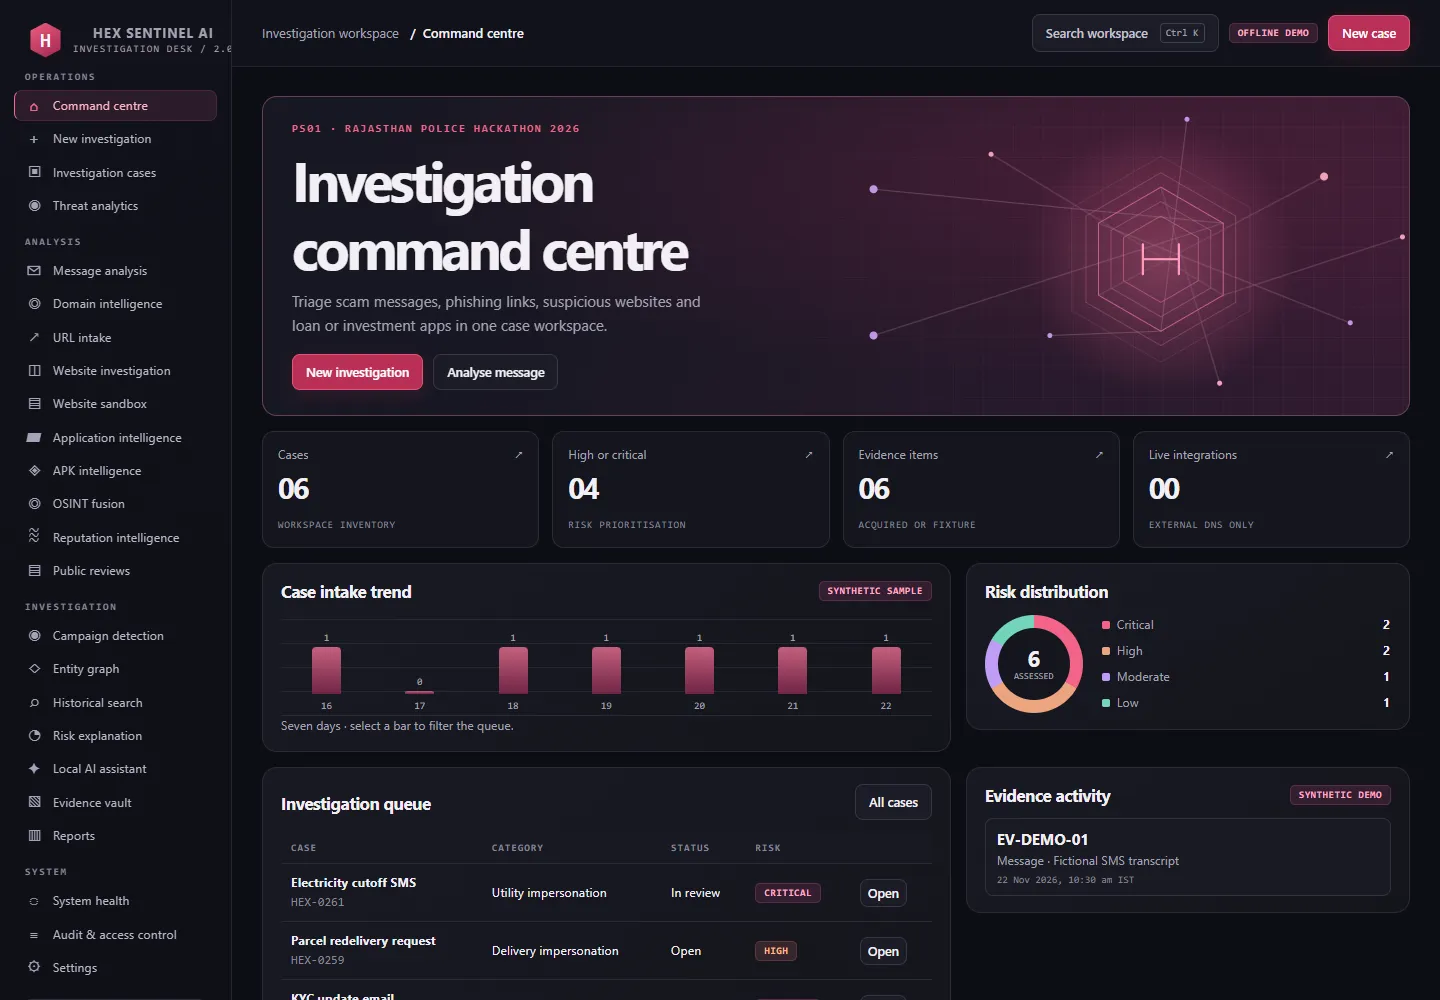 H
HEX SENTINEL AI
INVESTIGATION DESK / 2.0
OPERATIONS
Command centre
New investigation
Investigation cases
Threat analytics
ANALYSIS
Message analysis
Domain intelligence
URL intake
Website investigation
Website sandbox
Application intelligence
APK intelligence
OSINT fusion
Reputation intelligence
Public reviews
INVESTIGATION
Campaign detection
Entity graph
Historical search
Risk explanation
Local AI assistant
Evidence vault
Reports
SYSTEM
System health
Audit & access control
Settings
Investigation workspace / Command centre
Search workspace Ctrl K
OFFLINE DEMO
New case
PS01 · RAJASTHAN POLICE HACKATHON 2026
Investigation
command centre
Triage scam messages, phishing links, suspicious websites and
loan or investment apps in one case workspace.
New investigation
Analyse message
H
Cases
06
WORKSPACE INVENTORY
High or critical
04
RISK PRIORITISATION
Evidence items
06
ACQUIRED OR FIXTURE
Live integrations
00
EXTERNAL DNS ONLY
Case intake trend
SYNTHETIC SAMPLE
1 0 1 1 1 1 1
16 17 18 19 20 21 22
Seven days · select a bar to filter the queue.
Risk distribution
6
ASSESSED
Critical 2
High 2
Moderate 1
Low 1
Investigation queue
All cases
CASE CATEGORY STATUS RISK
Electricity cutoff SMS
HEX-0261
Utility impersonation
In review
CRITICAL
Open
Parcel redelivery request
HEX-0259
Delivery impersonation
Open
HIGH
Open
KYC update email
Evidence activity
SYNTHETIC DEMO
EV-DEMO-01
Message · Fictional SMS transcript
22 Nov 2026, 10:30 am IST